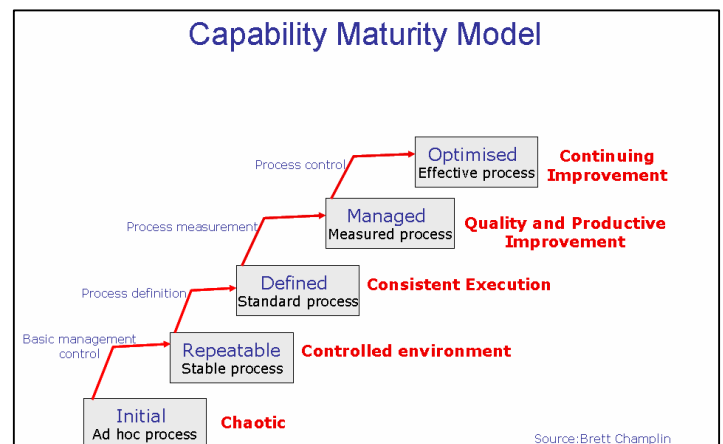 Capability Maturity Model
Process control
Optimised
Effective process
Continuing
Improvement
Process measurement
Managed
Measured process
Quality and Productive
Improvement
Process definition
Defined
Standard process
Consistent Execution
Basic management
control
Repeatable
Stable process
Controlled environment
Initial
Ad hoc process
Chaotic
Source:Brett Champlin